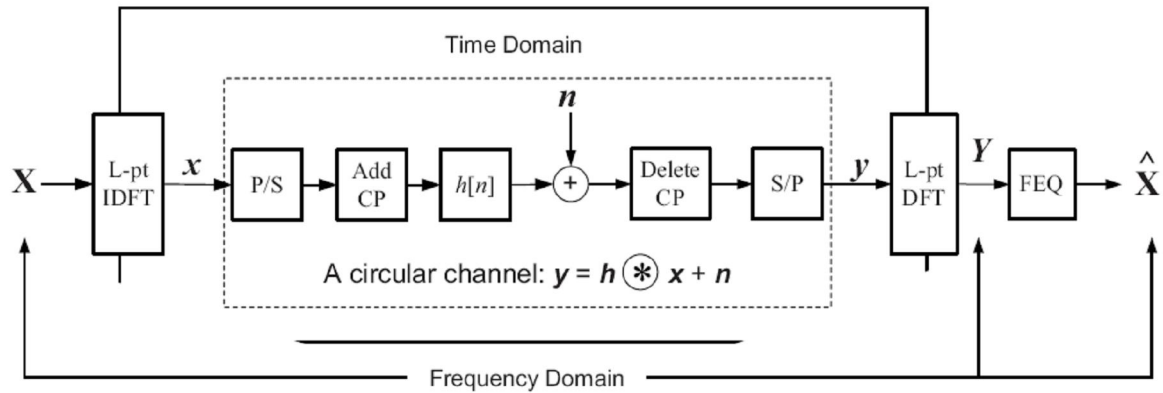 Time Domain
n
X
L-pt
IDFT
x
P/S
Add
CP
h[n]
+
Delete
CP
S/P
y
L-pt
DFT
Y
FEQ
X̂
A circular channel: y = h ⊛ x + n
Frequency Domain